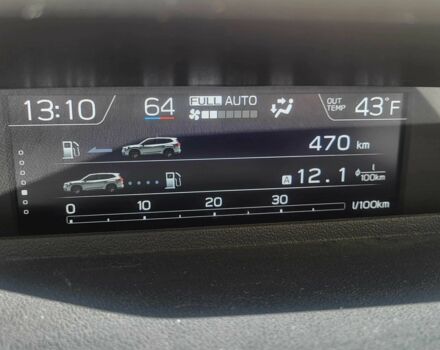 13:10 64 FULL AUTO OUT TEMP 43°F
470 km
A 12.1 l/100km
0 10 20 30 l/100km